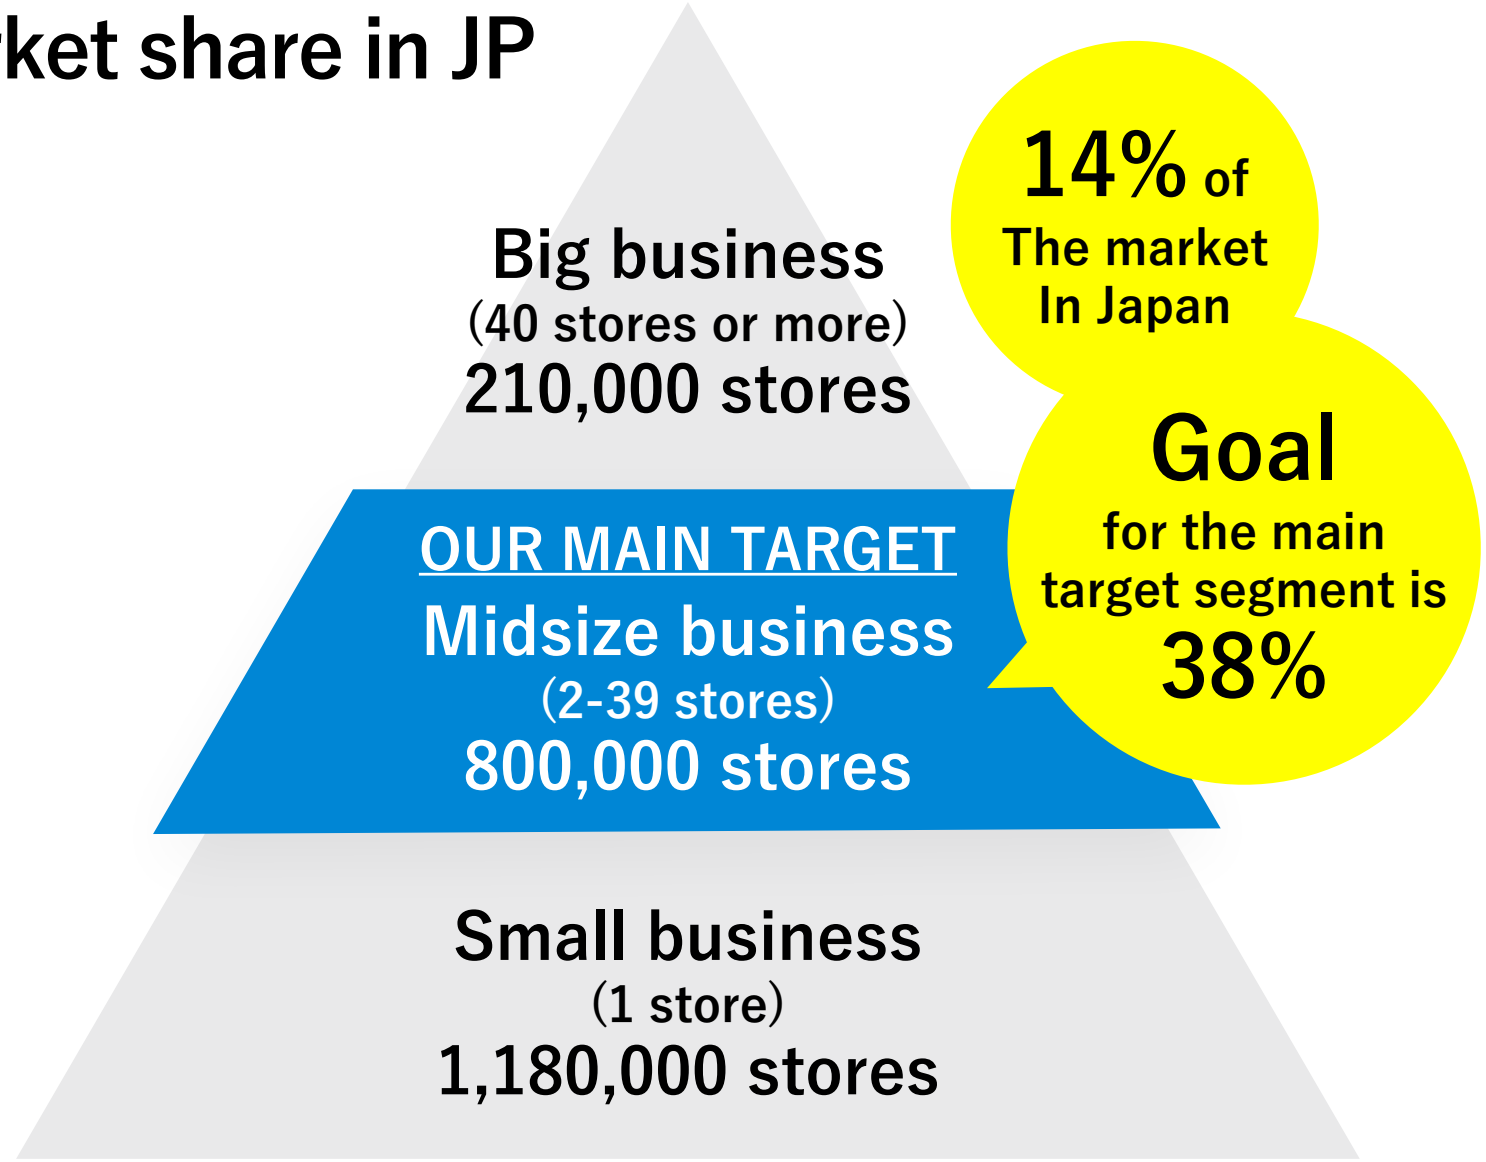 ket share in JP
Big business
(40 stores or more)
210,000 stores
OUR MAIN TARGET
Midsize business
(2-39 stores)
800,000 stores
Small business
(1 store)
1,180,000 stores
14% of
The market
In Japan
Goal
for the main
target segment is
38%